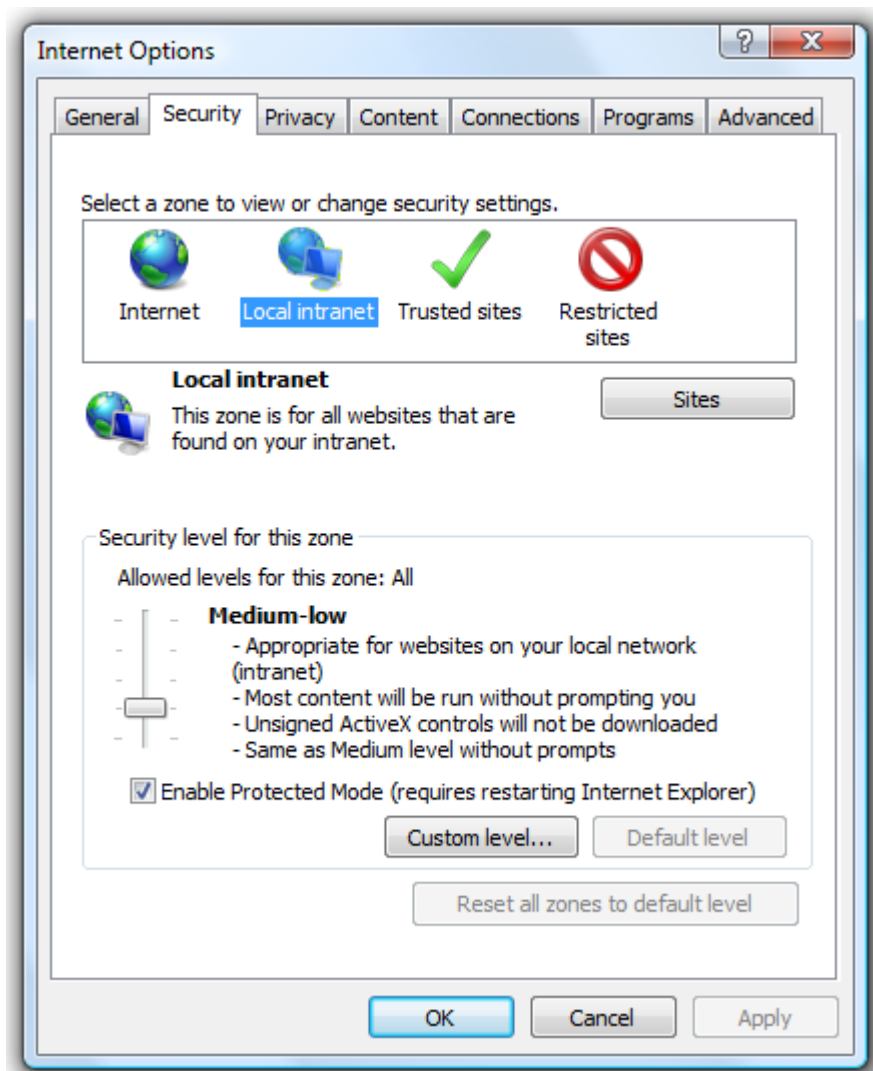 Internet Options
General Security Privacy Content Connections Programs Advanced
Select a zone to view or change security settings.
Internet Local intranet Trusted sites Restricted
sites
Local intranet
Sites
This zone is for all websites that are
found on your intranet.
Security level for this zone
Allowed levels for this zone: All
Medium-low
- Appropriate for websites on your local network
(intranet)
- Most content will be run without prompting you
- Unsigned ActiveX controls will not be downloaded
- Same as Medium level without prompts
Enable Protected Mode (requires restarting Internet Explorer)
Custom level... Default level
Reset all zones to default level
OK Cancel Apply